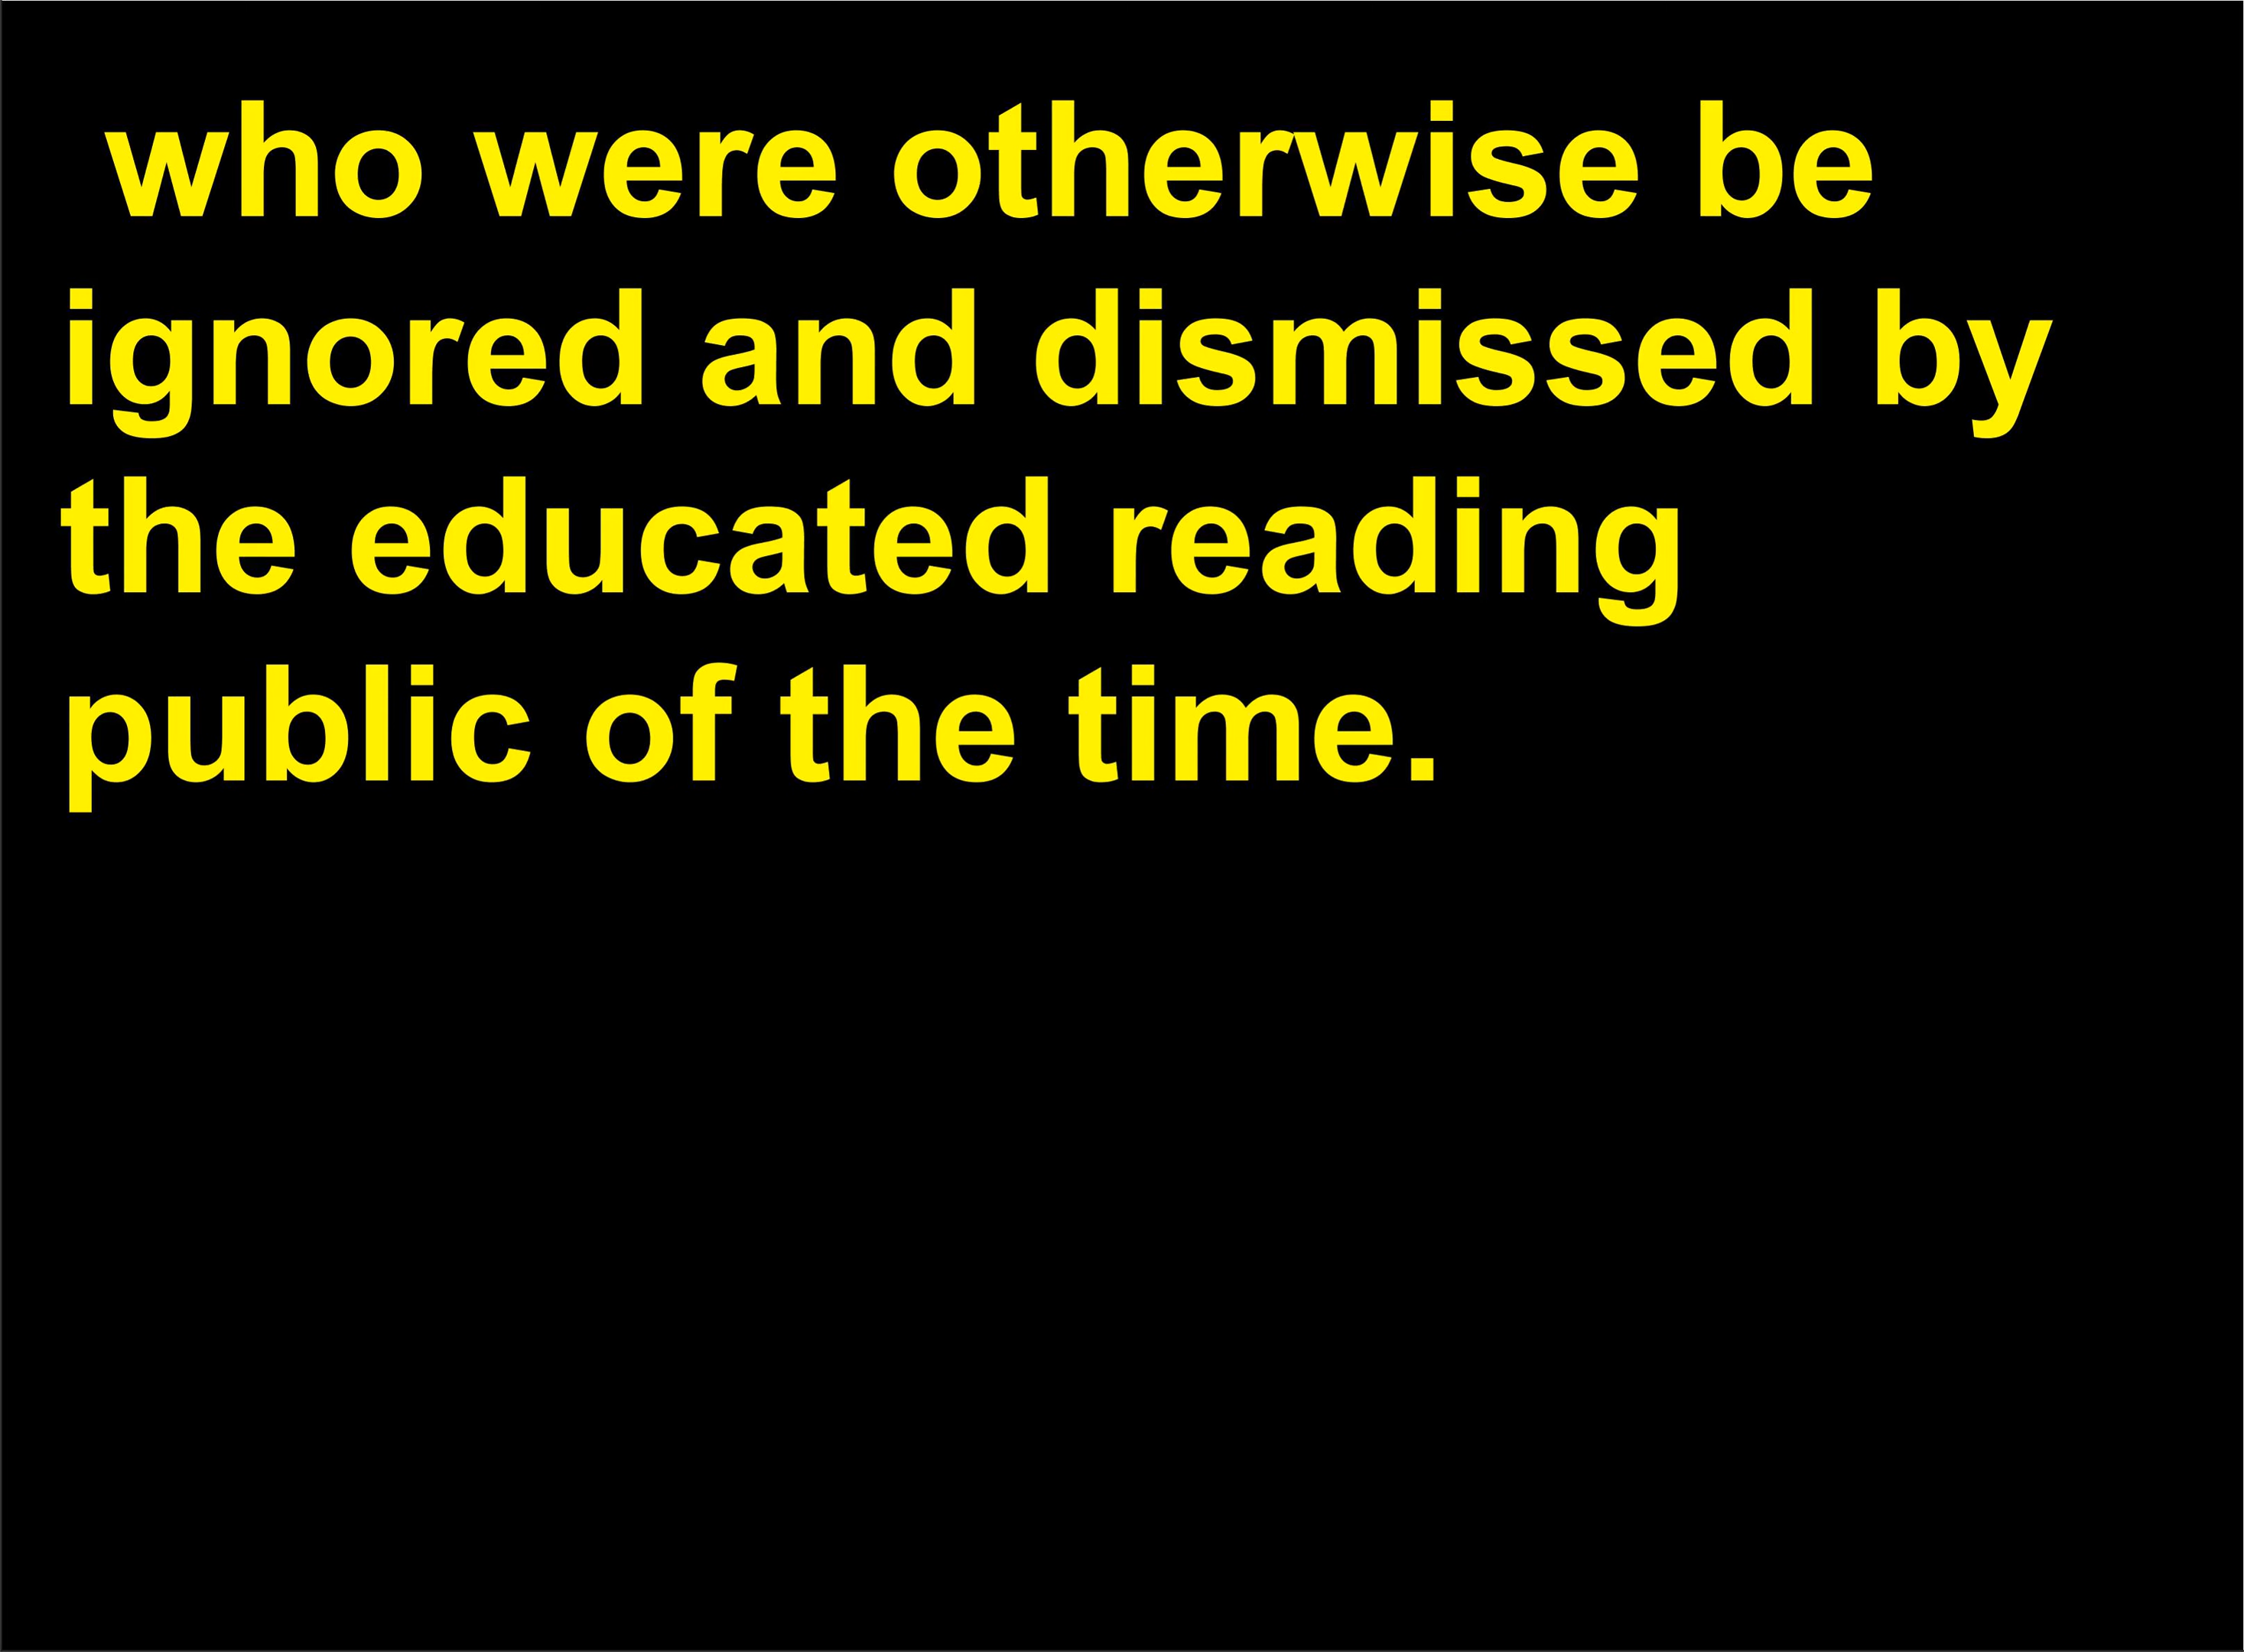 who were otherwise be
ignored and dismissed by
the educated reading
public of the time.